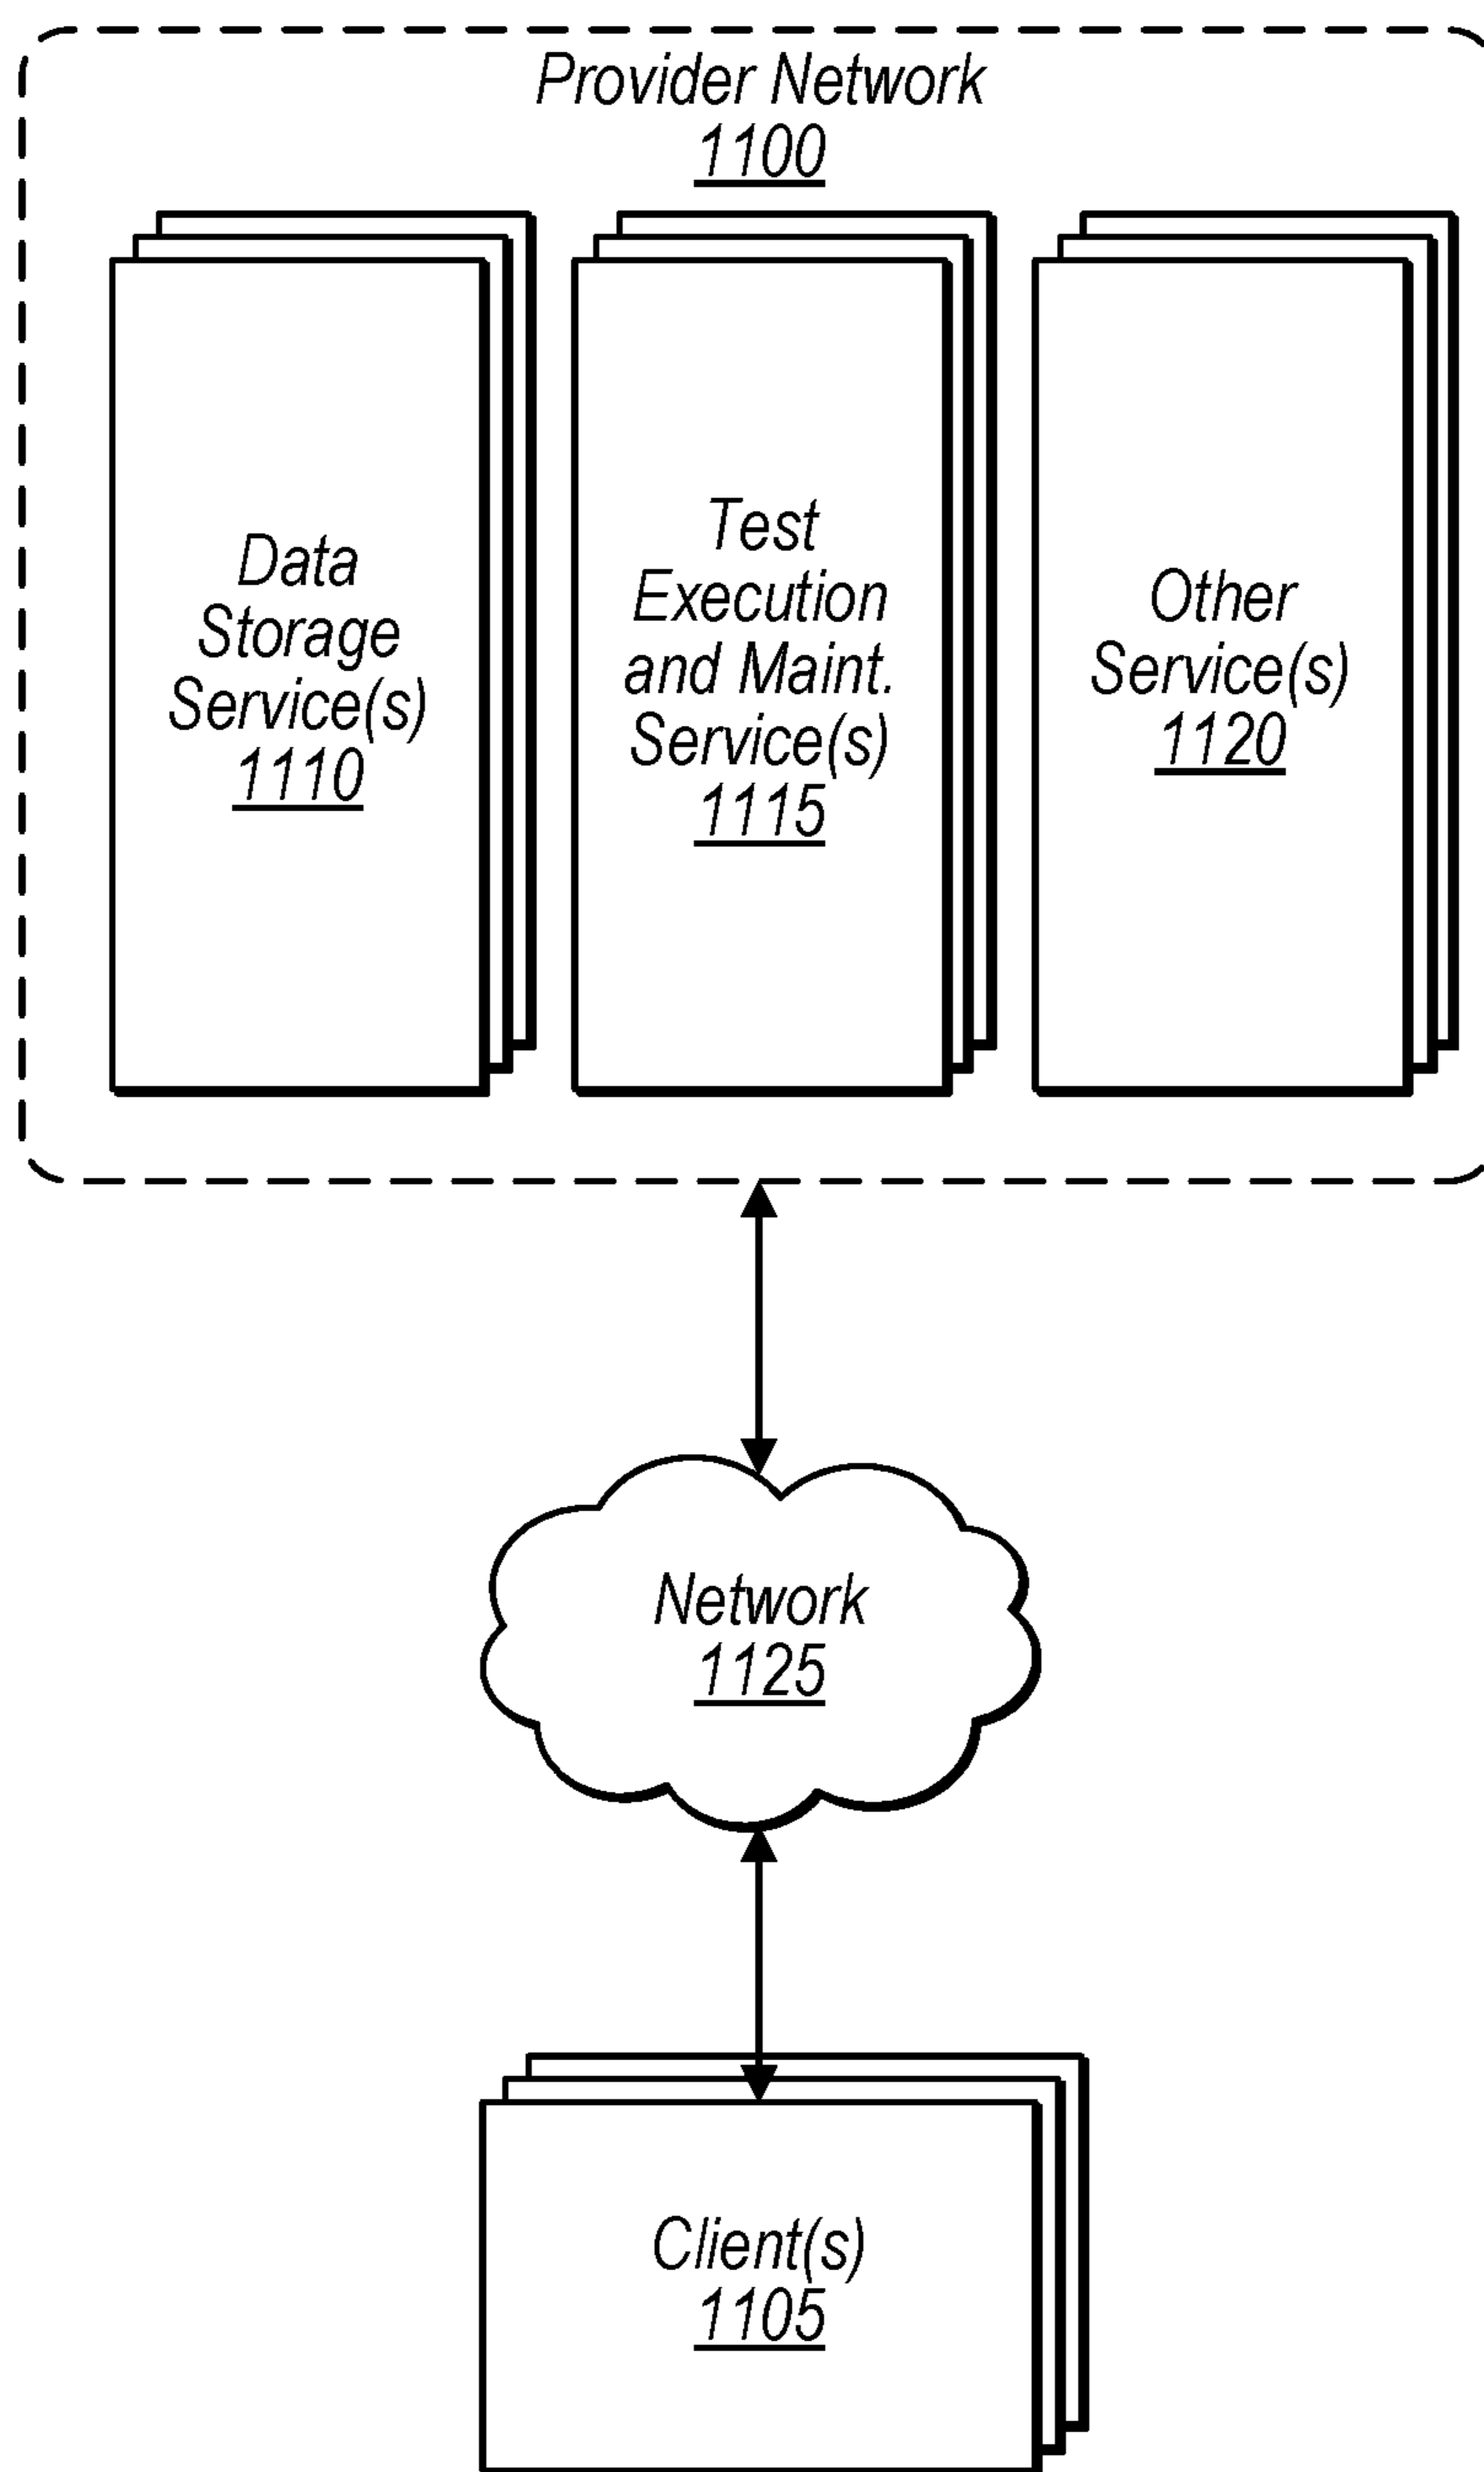 Provider Network
1100
Data
Storage
Service(s)
1110
Test
Execution
and Maint.
Service(s)
1115
Other
Service(s)
1120
Network
1125
Client(s)
1105